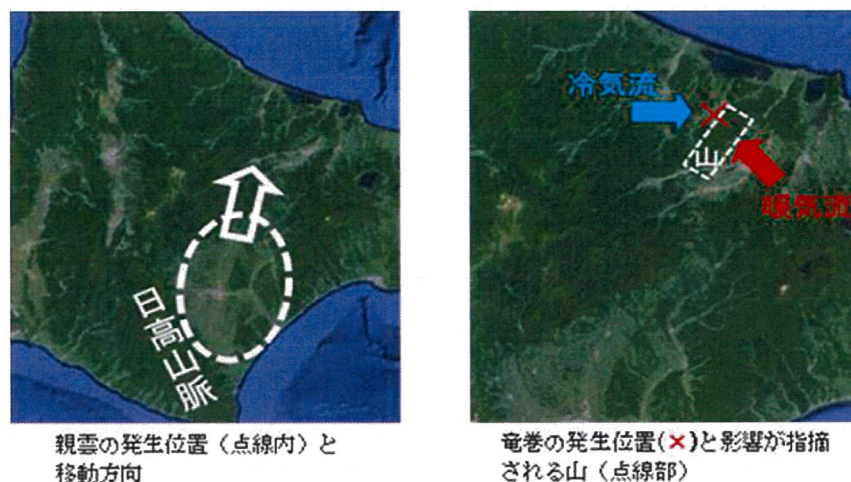 日高山脈
親雲の発生位置（点線内）と
移動方向
冷気流
山
暖気流
竜巻の発生位置(×)と影響が指摘
される山（点線部）